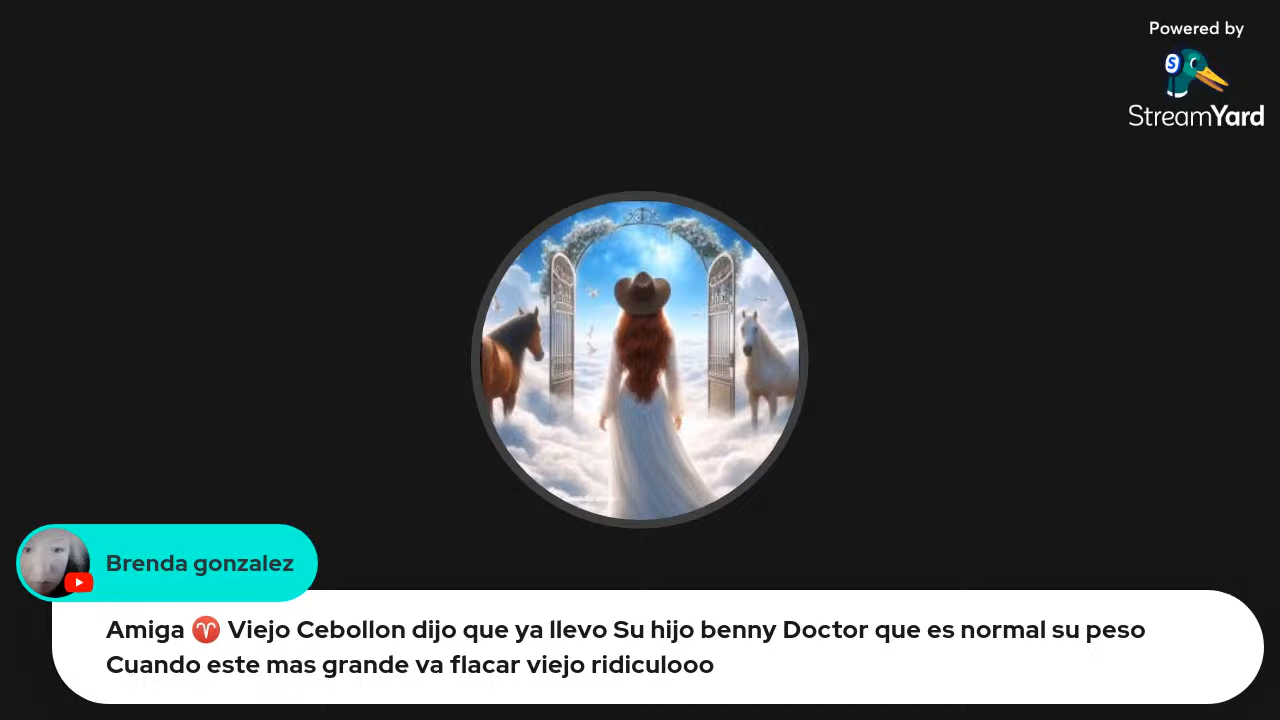 Powered by
StreamYard
Brenda gonzalez
Amiga ♈ Viejo Cebollon dijo que ya llevo Su hijo benny Doctor que es normal su peso
Cuando este mas grande va flacar viejo ridiculooo